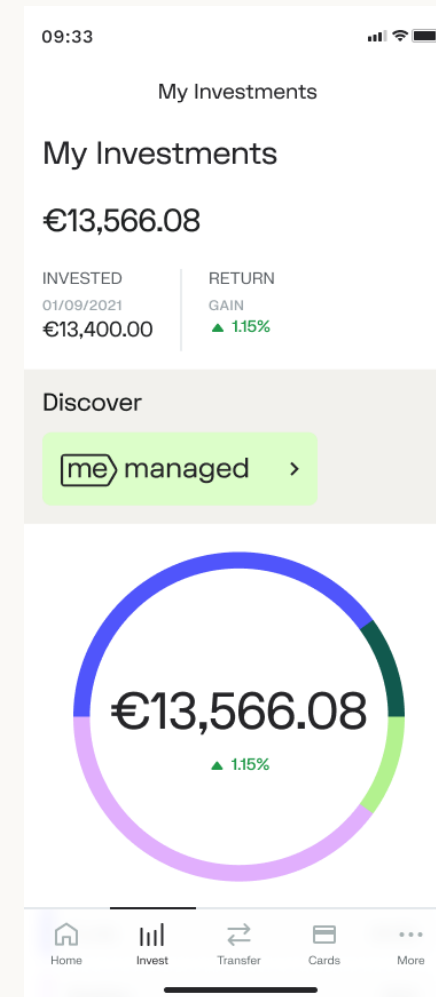 09:33
My Investments
My Investments
€13,566.08
INVESTED
01/09/2021
€13,400.00
RETURN
GAIN
▲ 1.15%
Discover
me managed >
€13,566.08
▲ 1.15%
Home
Invest
Transfer
Cards
More